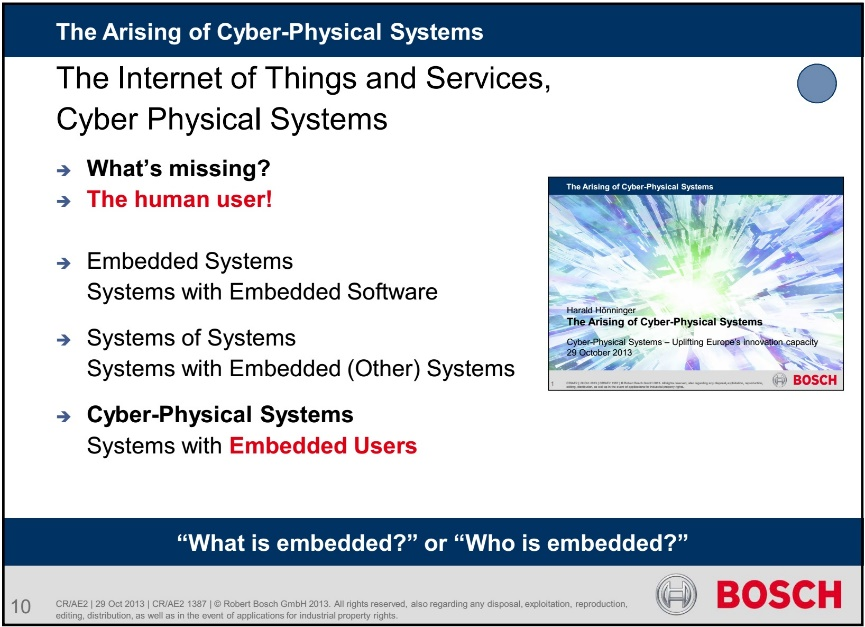 The Arising of Cyber-Physical Systems
The Internet of Things and Services,
Cyber Physical Systems
What's missing?
The human user!
Embedded Systems
Systems with Embedded Software
Systems of Systems
Systems with Embedded (Other) Systems
Cyber-Physical Systems
Systems with Embedded Users
The Arising of Cyber-Physical Systems
Harald Hönninger
The Arising of Cyber-Physical Systems
Cyber-Physical Systems – Uplifting Europe's innovation capacity
29 October 2013
1
BOSCH
“What is embedded?” or “Who is embedded?”
10
CR/AE2 | 29 Oct 2013 | CR/AE2 1387 | © Robert Bosch GmbH 2013. All rights reserved, also regarding any disposal, exploitation, reproduction,
editing, distribution, as well as in the event of applications for industrial property rights.
BOSCH